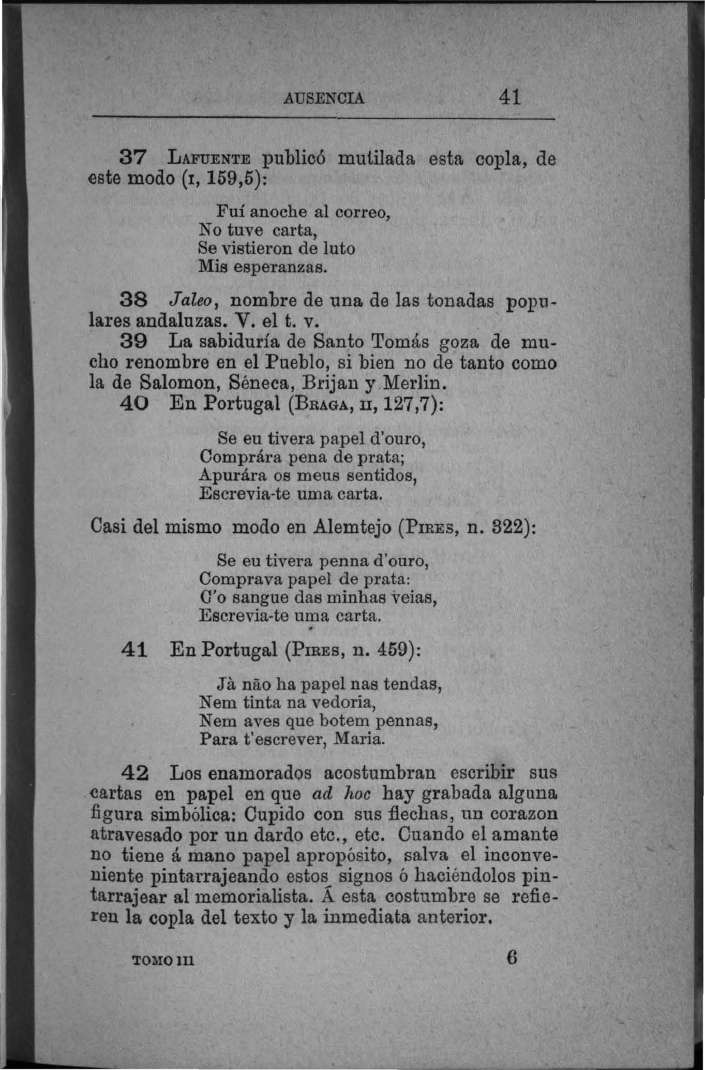 AUSENCIA 41
37 LAFUENTE publicó mutilada esta copla, de
este modo (I, 159,5):
Fuí anoche al correo,
No tuve carta,
Se vistieron de luto
Mis esperanzas.
38 Jaleo, nombre de una de las tonadas popu-
lares andaluzas. V. el t. v.
39 La sabiduría de Santo Tomás goza de mu-
cho renombre en el Pueblo, si bien no de tanto como
la de Salomon, Séneca, Brijan y Merlin.
40 En Portugal (BRAGA, II, 127,7):
Se eu tivera papel d'ouro,
Comprára pena de prata;
Apurára os meus sentidos,
Escrevia-te uma carta.
Casi del mismo modo en Alemtejo (PIRES, n. 322):
Se eu tivera penna d'ouro,
Comprava papel de prata:
C'o sangue das minhas veias,
Escrevia-te uma carta.
41 En Portugal (PIRES, n. 459):
Jà não ha papel nas tendas,
Nem tinta na vedoria,
Nem aves que botem pennas,
Para t'escrever, Maria.
42 Los enamorados acostumbran escribir sus
cartas en papel en que ad hoc hay grabada alguna
figura simbólica: Cupido con sus flechas, un corazon
atravesado por un dardo etc., etc. Cuando el amante
no tiene á mano papel apropósito, salva el inconve-
niente pintarrajeando estos signos ó haciéndolos pin-
tarrajear al memorialista. Á esta costumbre se refie-
ren la copla del texto y la inmediata anterior.
TOMO III 6